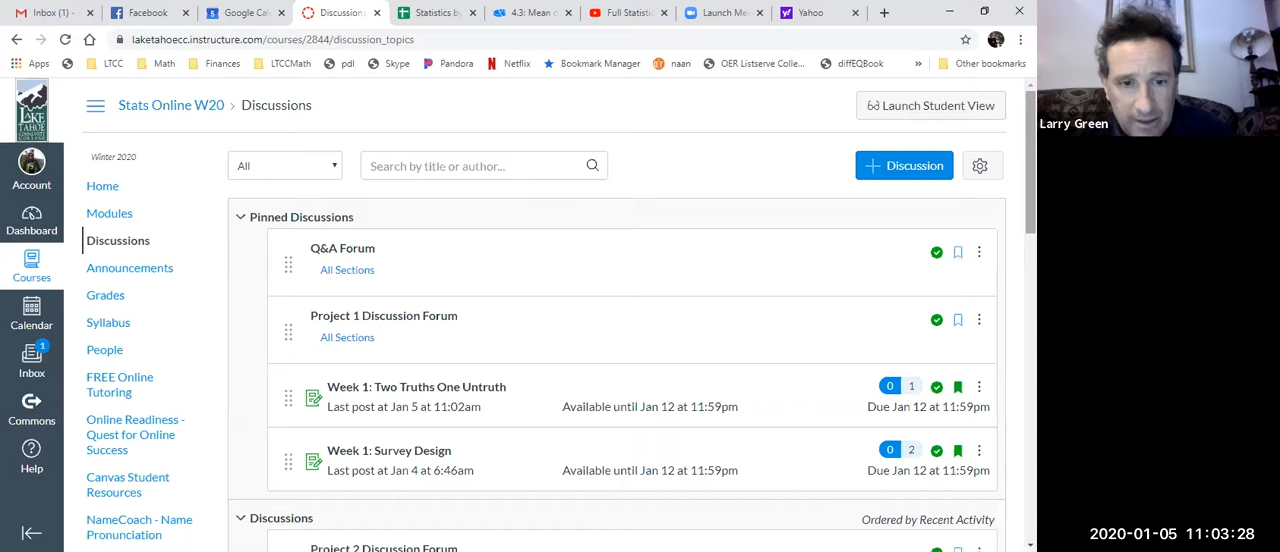 Inbox (1) -
Facebook
Google Cal
Discussion
Statistics by
4.3: Mean o
Full Statisti
Launch Mee
Yahoo
laketahoecc.instructure.com/courses/2844/discussion_topics
Apps
LTCC
Math
Finances
LTCCMath
pdl
Skype
Pandora
Netflix
Bookmark Manager
naan
OER Listserve Collec...
diffEQBook
»
Other bookmarks
LAKE
TAHOE
Stats Online W20 > Discussions
Launch Student View
Larry Green
Winter 2020
All
Search by title or author...
+ Discussion
Account
Dashboard
Courses
Calendar
1
Inbox
Commons
Help
Home
Modules
Discussions
Announcements
Grades
Syllabus
People
FREE Online
Tutoring
Online Readiness -
Quest for Online
Success
Canvas Student
Resources
NameCoach - Name
Pronunciation
Pinned Discussions
Q&A Forum
All Sections
Project 1 Discussion Forum
All Sections
Week 1: Two Truths One Untruth
0 1
Last post at Jan 5 at 11:02am
Available until Jan 12 at 11:59pm
Due Jan 12 at 11:59pm
Week 1: Survey Design
0 2
Last post at Jan 4 at 6:46am
Available until Jan 12 at 11:59pm
Due Jan 12 at 11:59pm
Discussions
Ordered by Recent Activity
Project 2 Discussion Forum
2020-01-05 11:03:28